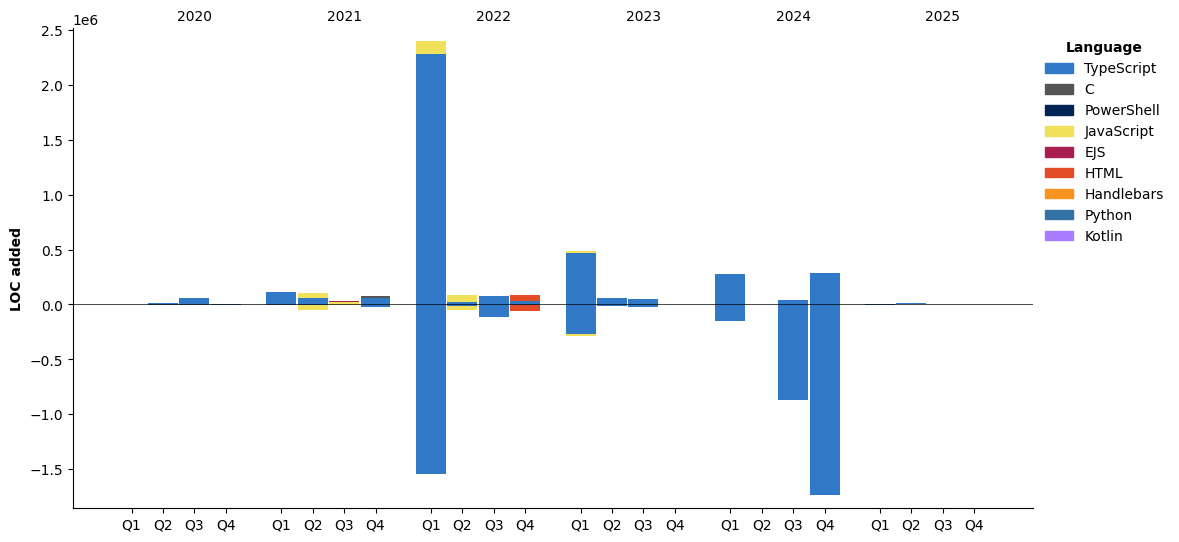 1e6
2020 2021 2022 2023 2024 2025
2.5
2.0
1.5
1.0
0.5
0.0
−0.5
−1.0
−1.5
LOC added
Q1 Q2 Q3 Q4 Q1 Q2 Q3 Q4 Q1 Q2 Q3 Q4 Q1 Q2 Q3 Q4 Q1 Q2 Q3 Q4 Q1 Q2 Q3 Q4
Language
TypeScript
C
PowerShell
JavaScript
EJS
HTML
Handlebars
Python
Kotlin